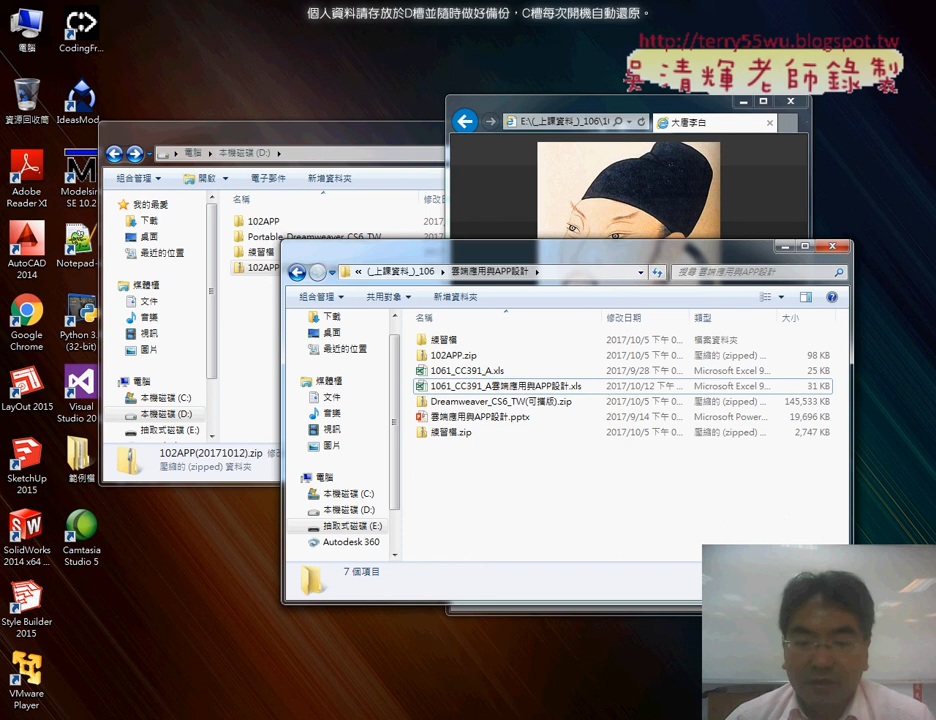 個人資料請存放於D槽並隨時做好備份，C槽每次開機自動還原。
http://terry55wu.blogspot.tw
吳清輝老師錄製
電腦
CodingFr...
資源回收筒
IdeasMod...
Adobe
Reader XI
Modelsim
SE 10.2
AutoCAD
2014
Notepad
Google
Chrome
Python 3.
(32-bit)
LayOut 2015
Visual
Studio 20
SketchUp
2015
範例檔
SolidWorks
2014 x64 ...
Camtasia
Studio 5
Style Builder
2015
VMware
Player
電腦
本機磁碟 (D:)
組合管理
開啟
電子郵件
新增資料夾
我的最愛
下載
桌面
最近的位置
媒體櫃
文件
音樂
視訊
圖片
電腦
本機磁碟 (C:)
本機磁碟 (D:)
抽取式磁碟 (E:)
名稱
修改日
102APP
2017
Portable Dreamweaver CS6 TW
2017
練習檔
102APP
102APP(20171012).zip
壓縮的 (zipped) 資料夾
E:\(_上課資料_)_106\1(
大唐李白
« (_上課資料_)_106
雲端應用與APP設計
搜尋 雲端應用與APP設計
組合管理
共用對象
新增資料夾
下載
桌面
最近的位置
媒體櫃
文件
音樂
視訊
圖片
電腦
本機磁碟 (C:)
本機磁碟 (D:)
抽取式磁碟 (E:)
Autodesk 360
名稱 修改日期 類型 大小
練習檔 2017/10/5 下午 0... 檔案資料夾
102APP.zip 2017/10/5 下午 0... 壓縮的 (zipped) ... 98 KB
1061_CC391_A.xls 2017/9/28 下午 0... Microsoft Excel 9... 25 KB
1061_CC391_A雲端應用與APP設計.xls 2017/10/12 下午 ... Microsoft Excel 9... 31 KB
Dreamweaver_CS6_TW(可攜版).zip 2017/10/5 下午 0... 壓縮的 (zipped) ... 145,533 KB
雲端應用與APP設計.pptx 2017/9/14 下午 0... Microsoft Power... 19,696 KB
練習檔.zip 2017/10/5 下午 0... 壓縮的 (zipped) ... 2,747 KB
7 個項目